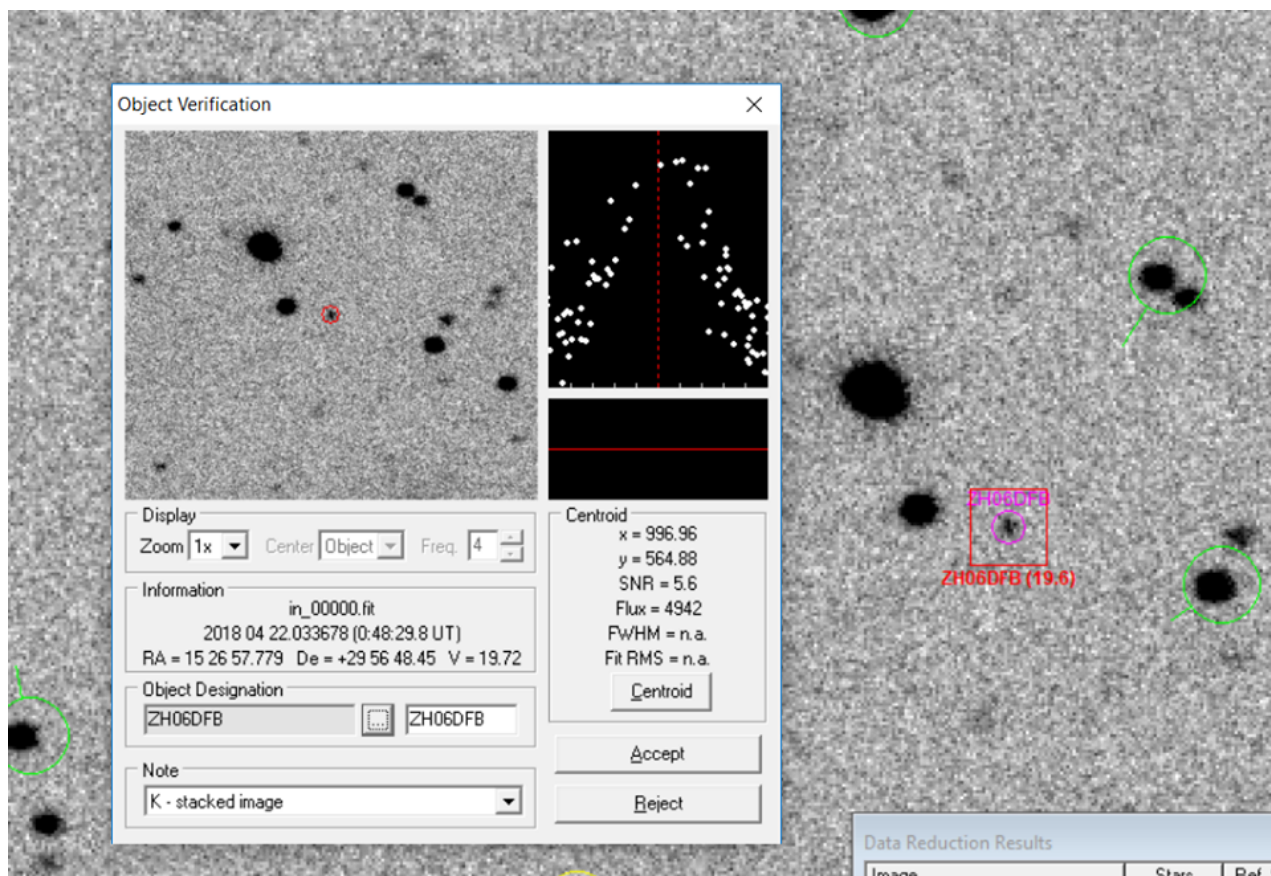 Object Verification
Display
Zoom 1x Center Object Freq. 4
Information
in_00000.fit
2018 04 22.033678 (0:48:29.8 UT)
RA = 15 26 57.779 De = +29 56 48.45 V = 19.72
Object Designation
ZH06DFB ... ZH06DFB
Note
K - stacked image
Centroid
x = 996.96
y = 564.88
SNR = 5.6
Flux = 4942
FWHM = n.a.
Fit RMS = n.a.
Centroid
Accept
Reject
ZH06DFB
ZH06DFB (19.6)
Data Reduction Results
Image Stars Ref.